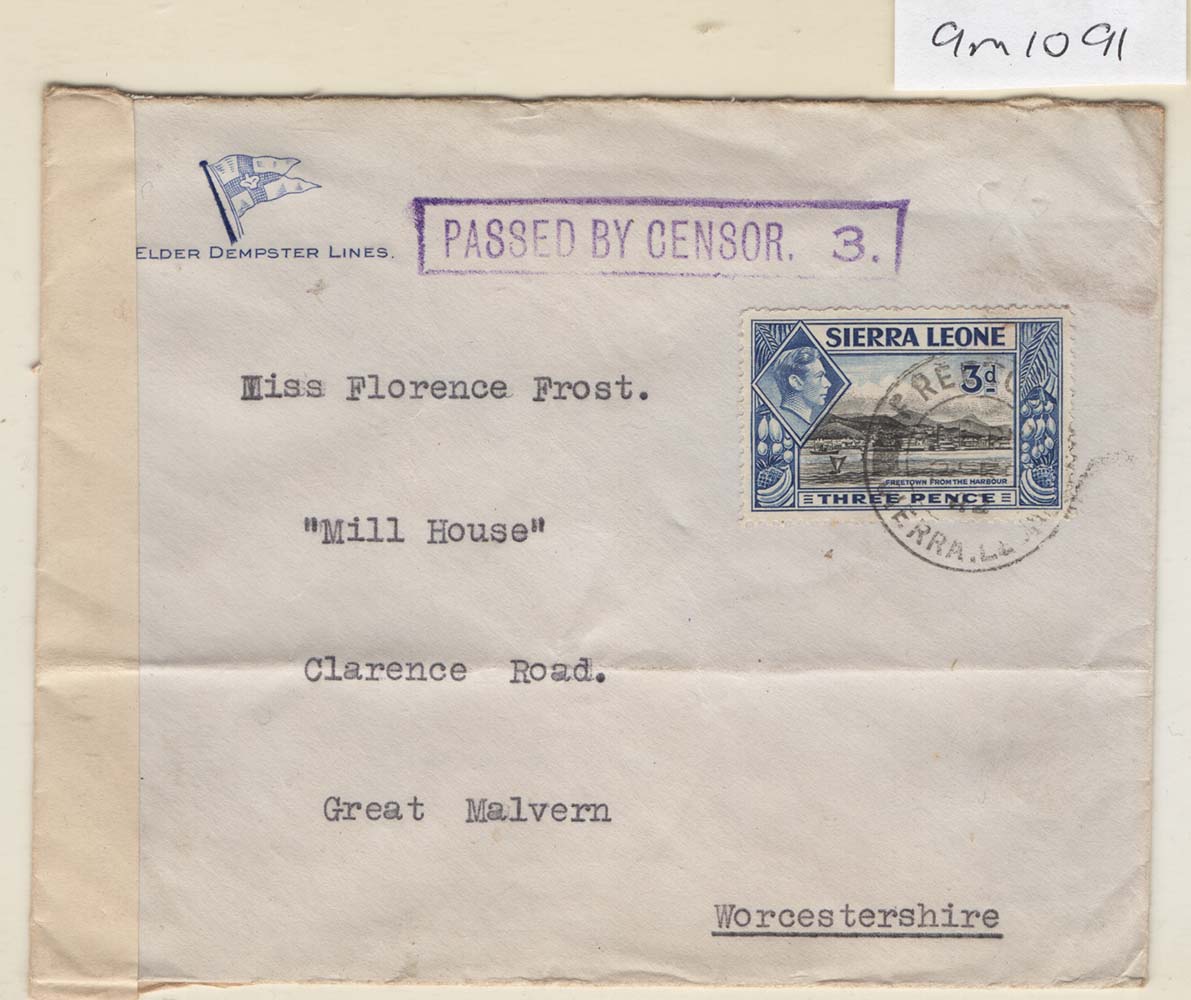 9m1091
ELDER DEMPSTER LINES.
PASSED BY CENSOR. 3.
SIERRA LEONE
3d
FREETOWN FROM THE HARBOUR
THREE PENCE
Miss Florence Frost.
"Mill House"
Clarence Road.
Great Malvern
Worcestershire